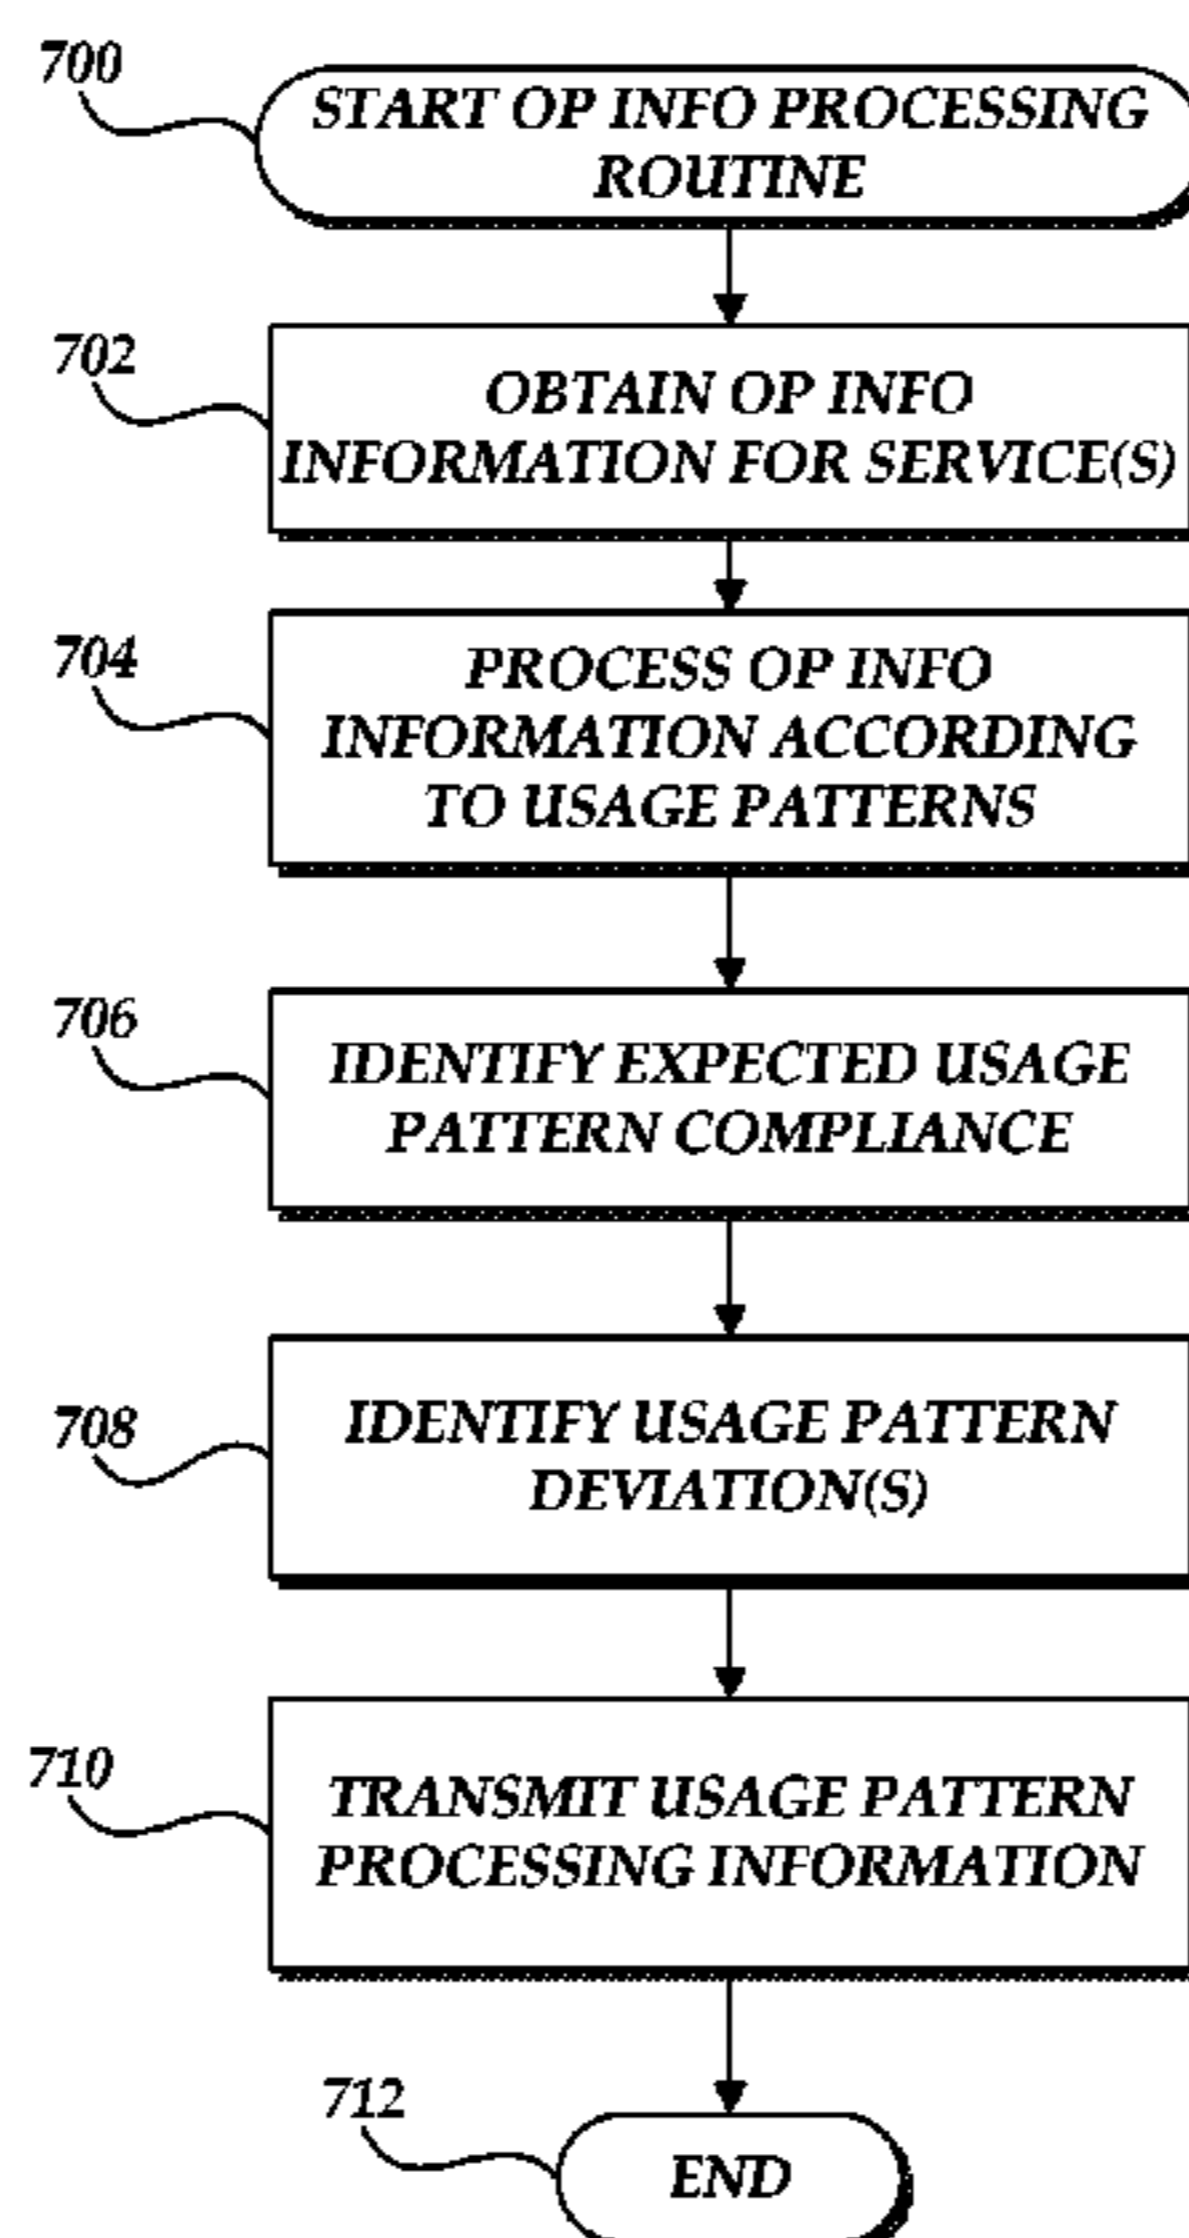 700
START OP INFO PROCESSING
ROUTINE
702
OBTAIN OP INFO
INFORMATION FOR SERVICE(S)
704
PROCESS OP INFO
INFORMATION ACCORDING
TO USAGE PATTERNS
706
IDENTIFY EXPECTED USAGE
PATTERN COMPLIANCE
708
IDENTIFY USAGE PATTERN
DEVIATION(S)
710
TRANSMIT USAGE PATTERN
PROCESSING INFORMATION
712
END